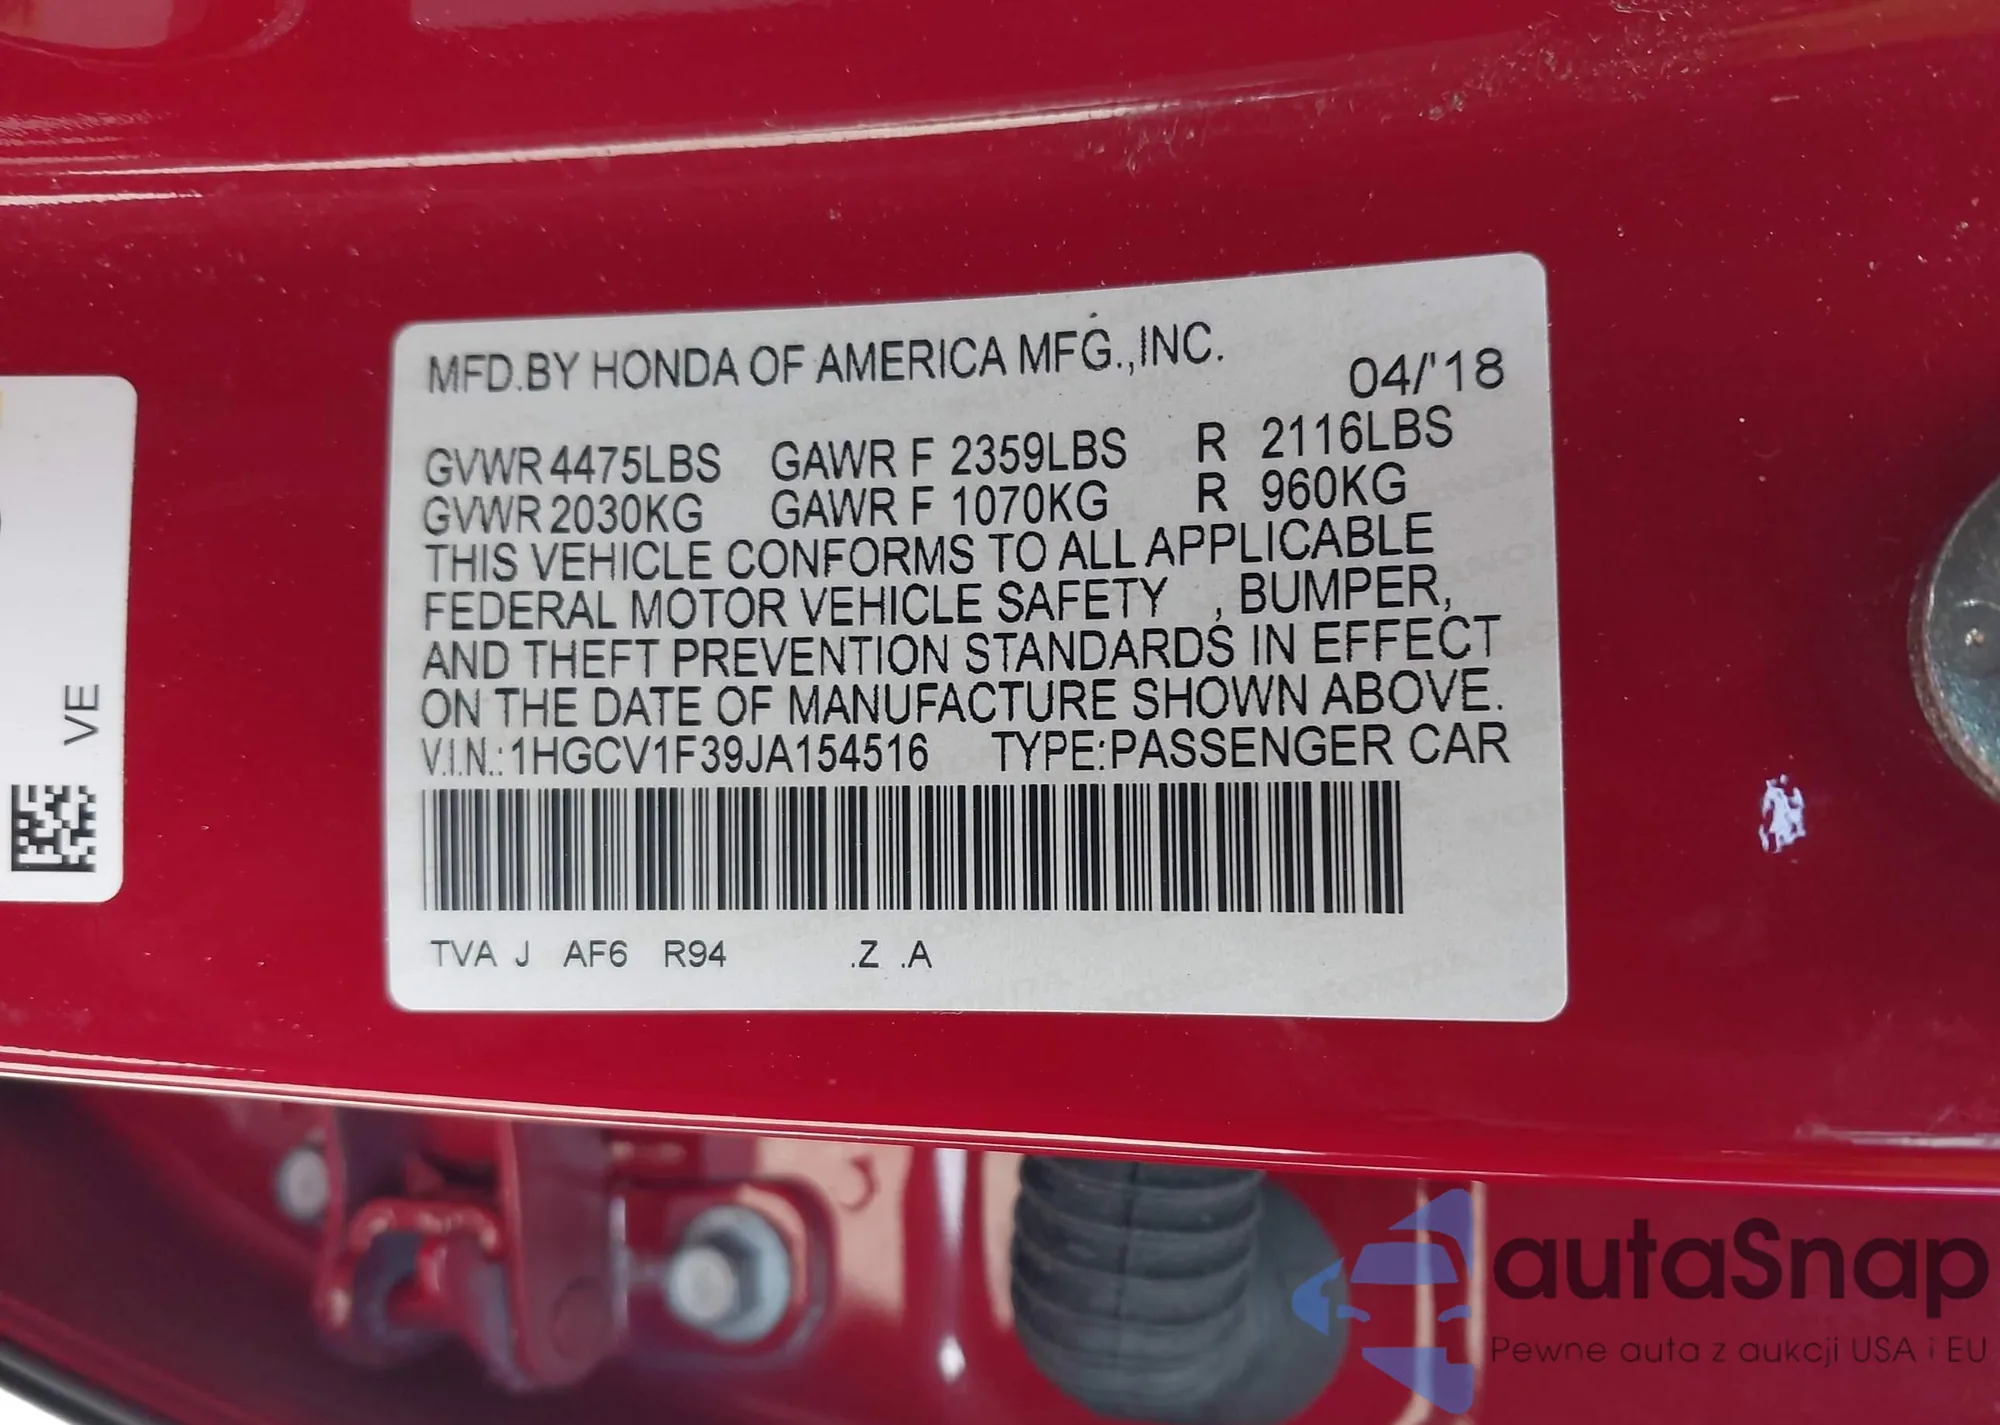 MFD.BY HONDA OF AMERICA MFG.,INC.
04/'18
GVWR 4475LBS GAWR F 2359LBS R 2116LBS
GVWR 2030KG GAWR F 1070KG R 960KG
THIS VEHICLE CONFORMS TO ALL APPLICABLE
FEDERAL MOTOR VEHICLE SAFETY , BUMPER,
AND THEFT PREVENTION STANDARDS IN EFFECT
ON THE DATE OF MANUFACTURE SHOWN ABOVE.
V.I.N.: 1HGCV1F39JA154516 TYPE:PASSENGER CAR
TVA J AF6 R94 .Z .A
VE
autaSnap
Pewne auta z aukcji USA i EU